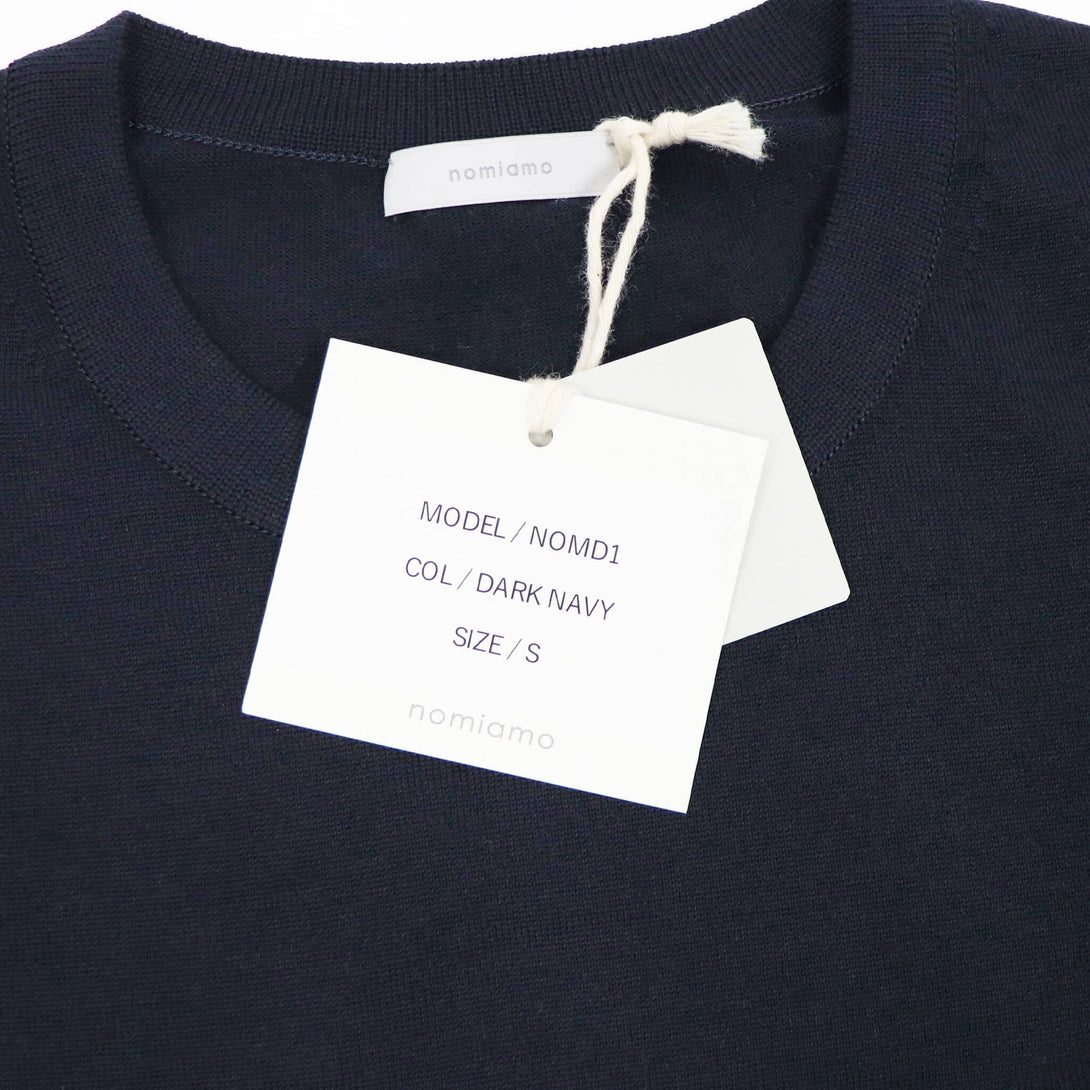 nomiamo
MODEL / NOMD1
COL / DARK NAVY
SIZE / S
nomiamo